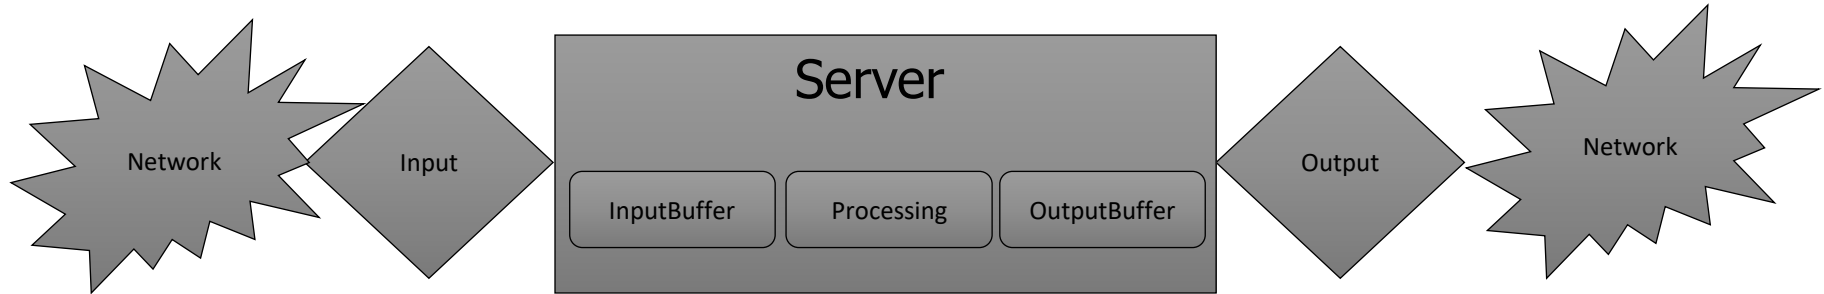 Server
Network
Input
InputBuffer
Processing
OutputBuffer
Output
Network